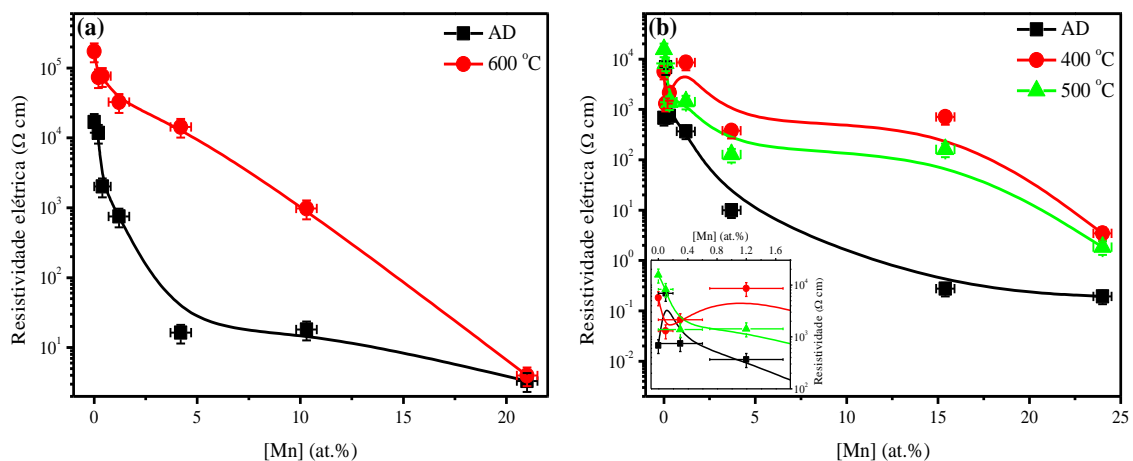 (a)
AD
600 °C
Resistividade elétrica (Ω cm)
10^5
10^4
10^3
10^2
10^1
0 5 10 15 20
[Mn] (at.%)
(b)
AD
400 °C
500 °C
Resistividade elétrica (Ω cm)
10^4
10^3
10^2
10^1
10^0
10^-1
10^-2
[Mn] (at.%)
0.0 0.4 0.8 1.2 1.6
Resistividade (Ω cm)
10^4
10^3
10^2
0 5 10 15 20 25
[Mn] (at.%)